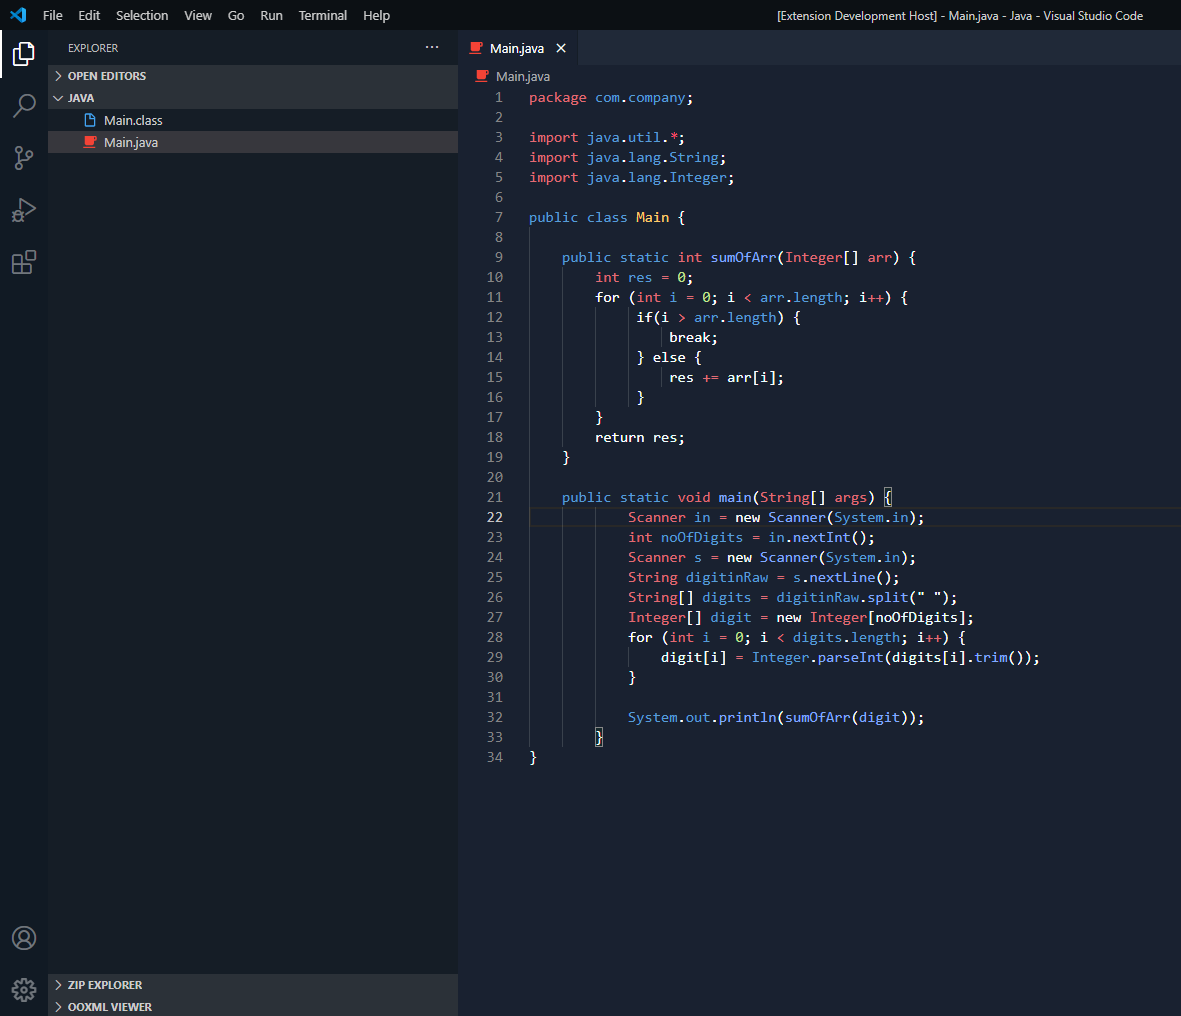 File Edit Selection View Go Run Terminal Help [Extension Development Host] - Main.java - Java - Visual Studio Code
EXPLORER ...
OPEN EDITORS
JAVA
Main.class
Main.java
ZIP EXPLORER
OOXML VIEWER
Main.java
Main.java
1 package com.company;
2
3 import java.util.*;
4 import java.lang.String;
5 import java.lang.Integer;
6
7 public class Main {
8
9 public static int sumOfArr(Integer[] arr) {
10 int res = 0;
11 for (int i = 0; i < arr.length; i++) {
12 if(i > arr.length) {
13 break;
14 } else {
15 res += arr[i];
16 }
17 }
18 return res;
19 }
20
21 public static void main(String[] args) {
22 Scanner in = new Scanner(System.in);
23 int noOfDigits = in.nextInt();
24 Scanner s = new Scanner(System.in);
25 String digitinRaw = s.nextLine();
26 String[] digits = digitinRaw.split(" ");
27 Integer[] digit = new Integer[noOfDigits];
28 for (int i = 0; i < digits.length; i++) {
29 digit[i] = Integer.parseInt(digits[i].trim());
30 }
31
32 System.out.println(sumOfArr(digit));
33 }
34 }